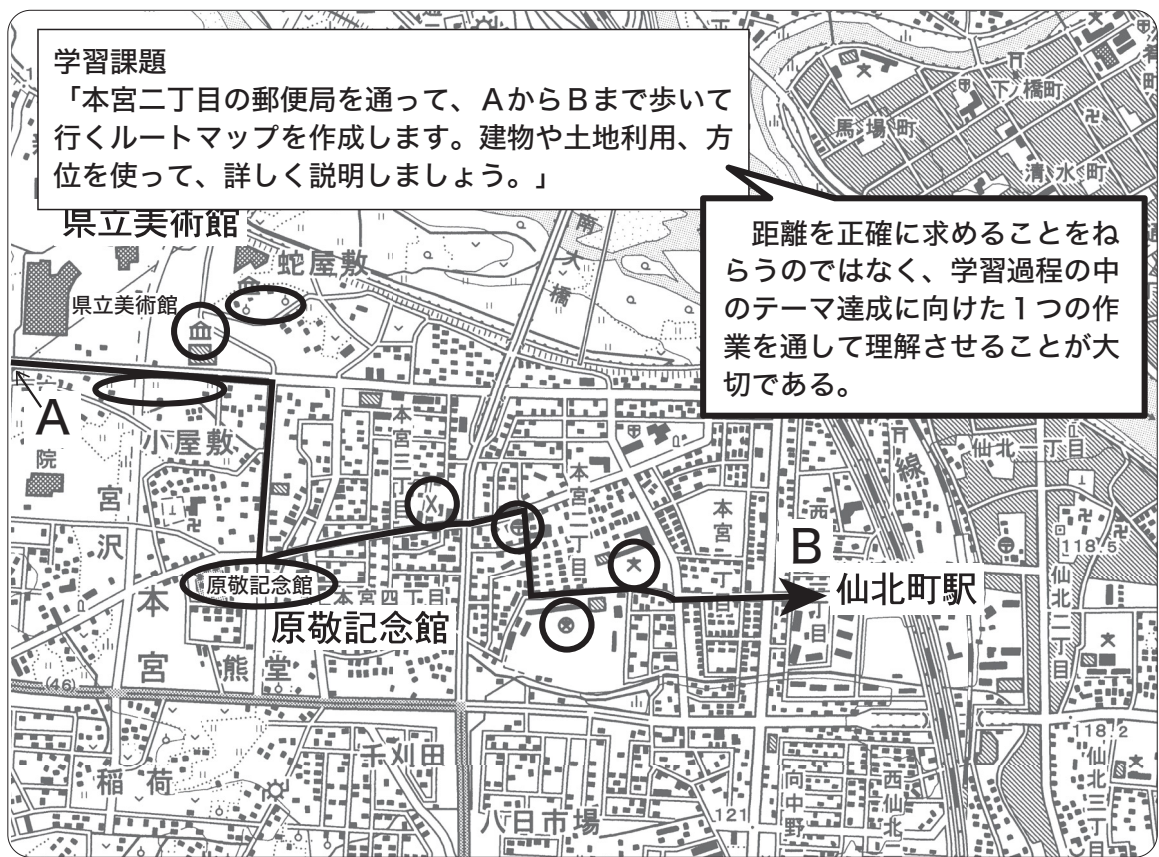 学習課題
「本宮二丁目の郵便局を通って、AからBまで歩いて
行くルートマップを作成します。建物や土地利用、方
位を使って、詳しく説明しましょう。」
距離を正確に求めることをね
らうのではなく、学習過程の中
のテーマ達成に向けた1つの作
業を通して理解させることが大
切である。
下ノ橋町
馬場町
清水町
県立美術館
蛇屋敷
南大橋
県立美術館
A
小屋敷
院
宮沢
本宮三丁
本宮二丁目
本宮一丁目
仙北一丁目
線
西
丁目
B
仙北町駅
118.5
仙北二丁目
原敬記念館
本宮四丁目
原敬記念館
本宮
熊堂
(46)
千刈田
稲荷
八日市場
121
向中野
西仙北二
118.2
仙北三丁目